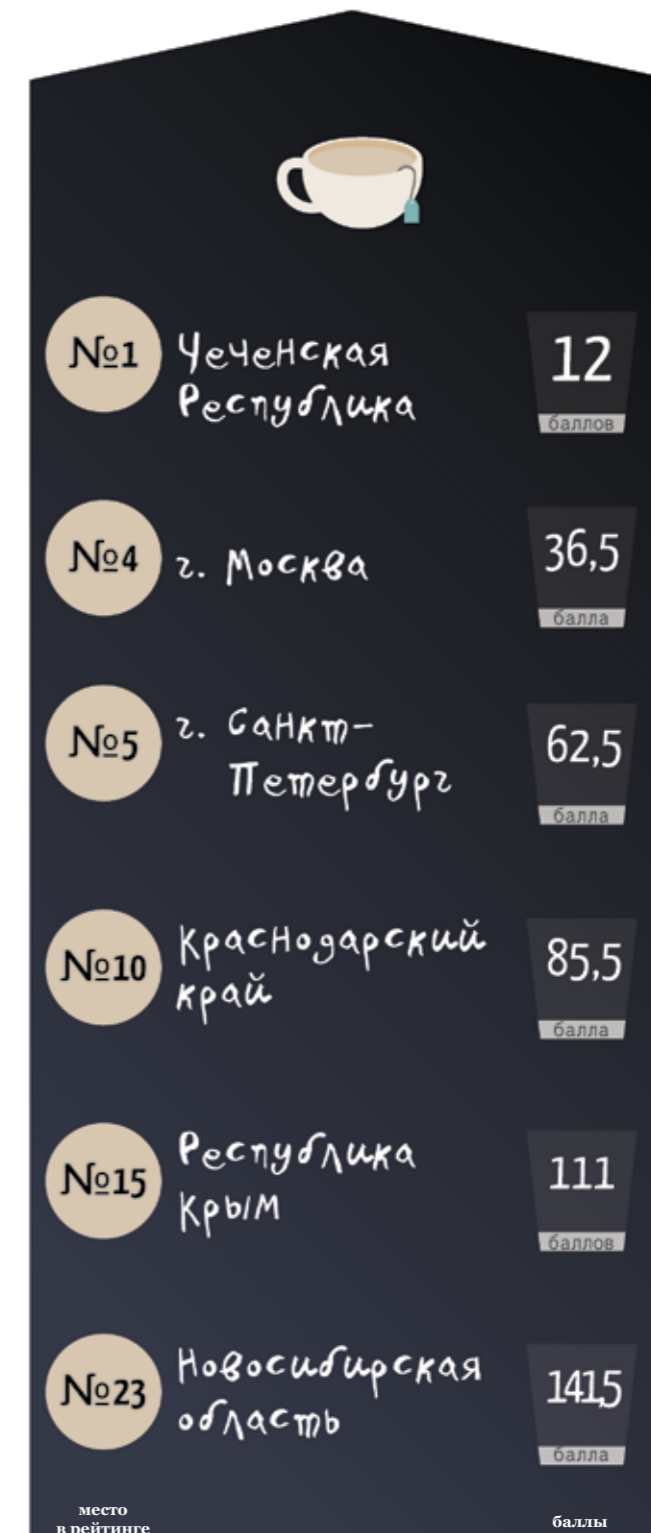 №1
Чеченская
Республика
12
баллов
№4
г. Москва
36,5
балла
№5
г. Санкт-
Петербург
62,5
балла
№10
Краснодарский
край
85,5
балла
№15
Республика
Крым
111
баллов
№23
Новосибирская
область
141,5
балла
место
в рейтинге
баллы